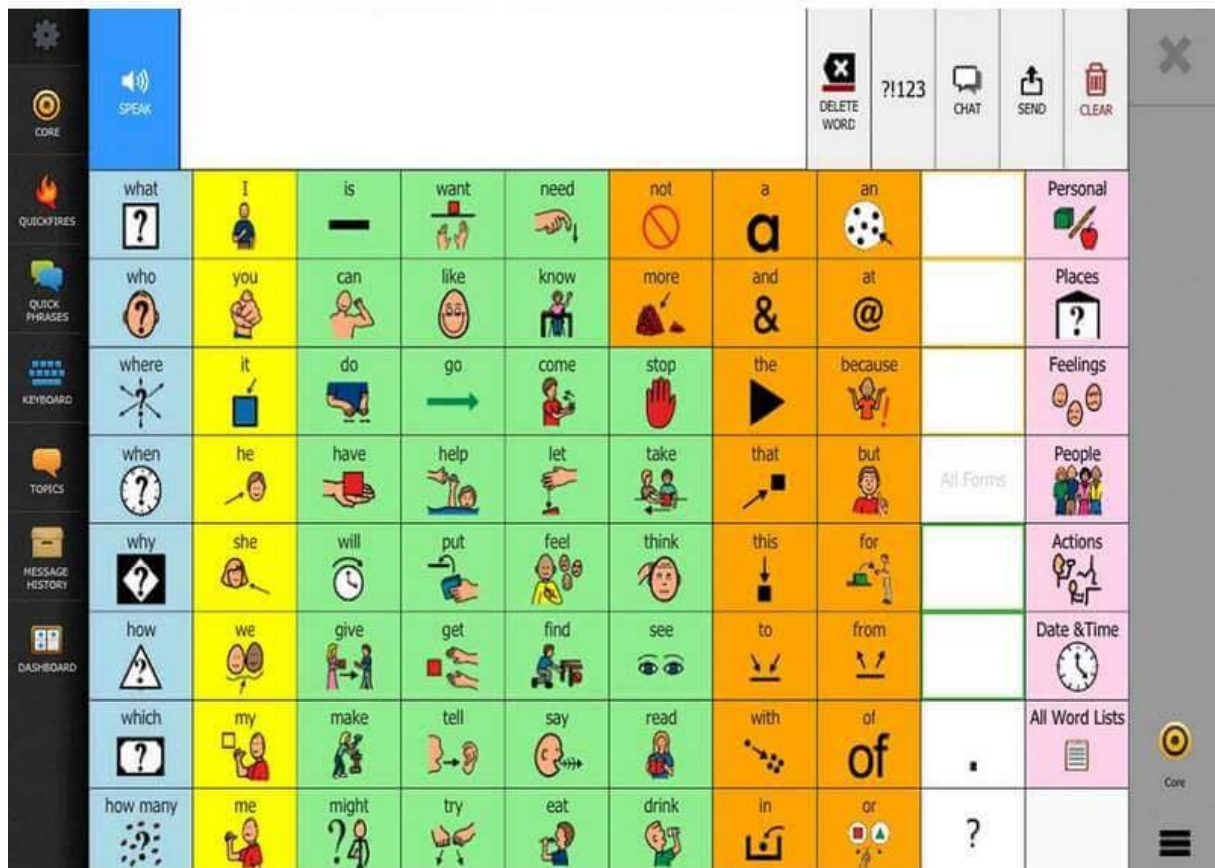 SPEAK
DELETE
WORD
?!123
CHAT
SEND
CLEAR
CORE
QUICKFIRES
QUICK
PHRASES
KEYBOARD
TOPICS
MESSAGE
HISTORY
DASHBOARD
what I is want need not a an Personal
? a
who you can like know more and at Places
? & @ ?
where it do go come stop the because Feelings
? !
when he have help let take that but All Forms People
?
why she will put feel think this for Actions
?
how we give get find see to from Date &Time
?
which my make tell say read with of . All Word Lists
? of
how many me might try eat drink in or ?
? ?
Core